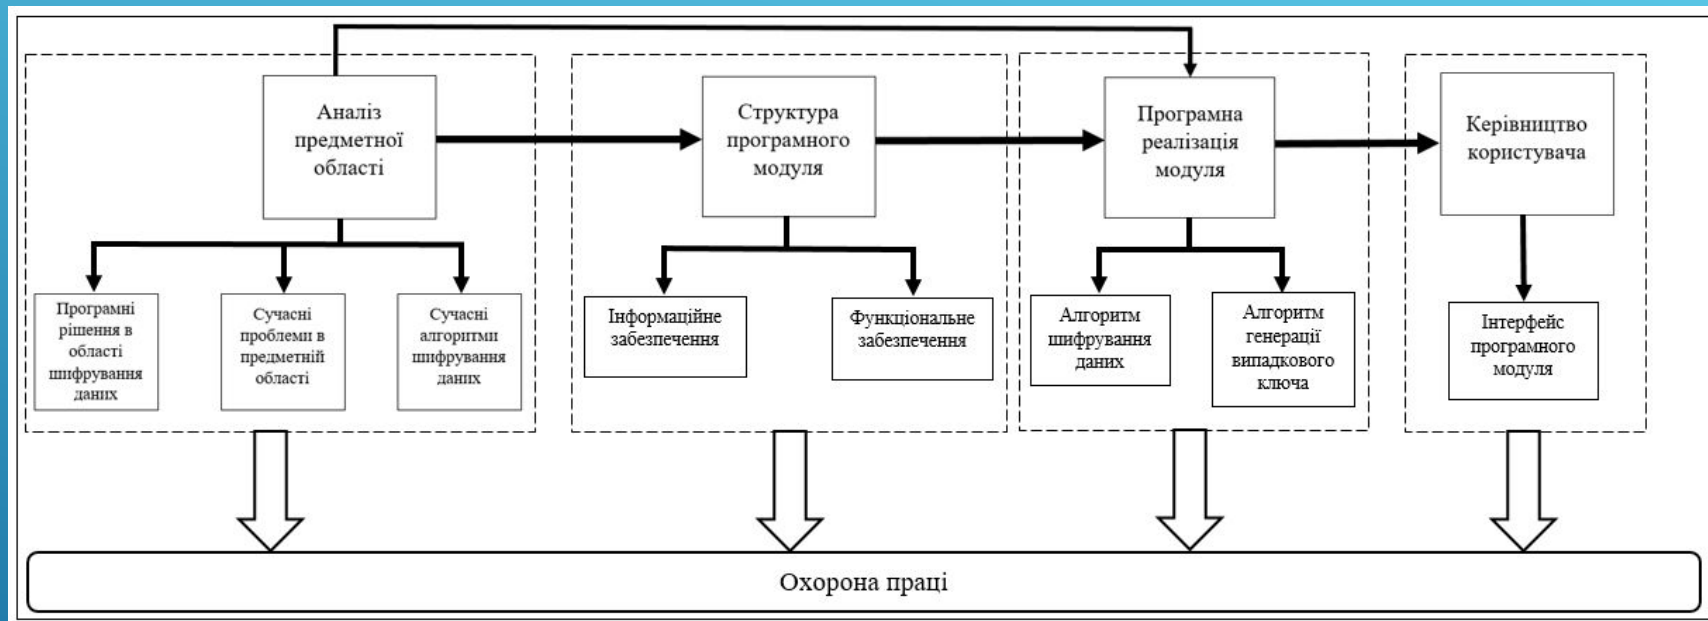 Аналіз
предметної
області
Структура
програмного
модуля
Програмна
реалізація
модуля
Керівництво
користувача
Програмні
рішення в
області
шифрування
даних
Сучасні
проблеми в
предметній
області
Сучасні
алгоритми
шифрування
даних
Інформаційне
забезпечення
Функціональне
забезпечення
Алгоритм
шифрування
даних
Алгоритм
генерації
випадкового
ключа
Інтерфейс
програмного
модуля
Охорона праці